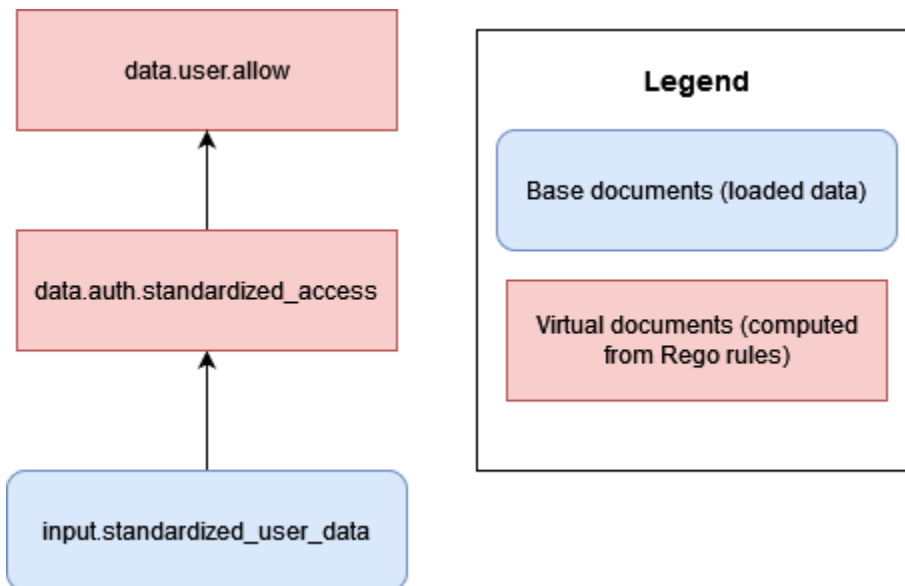 data.user.allow
data.auth.standardized_access
input.standardized_user_data
Legend
Base documents (loaded data)
Virtual documents (computed
from Rego rules)